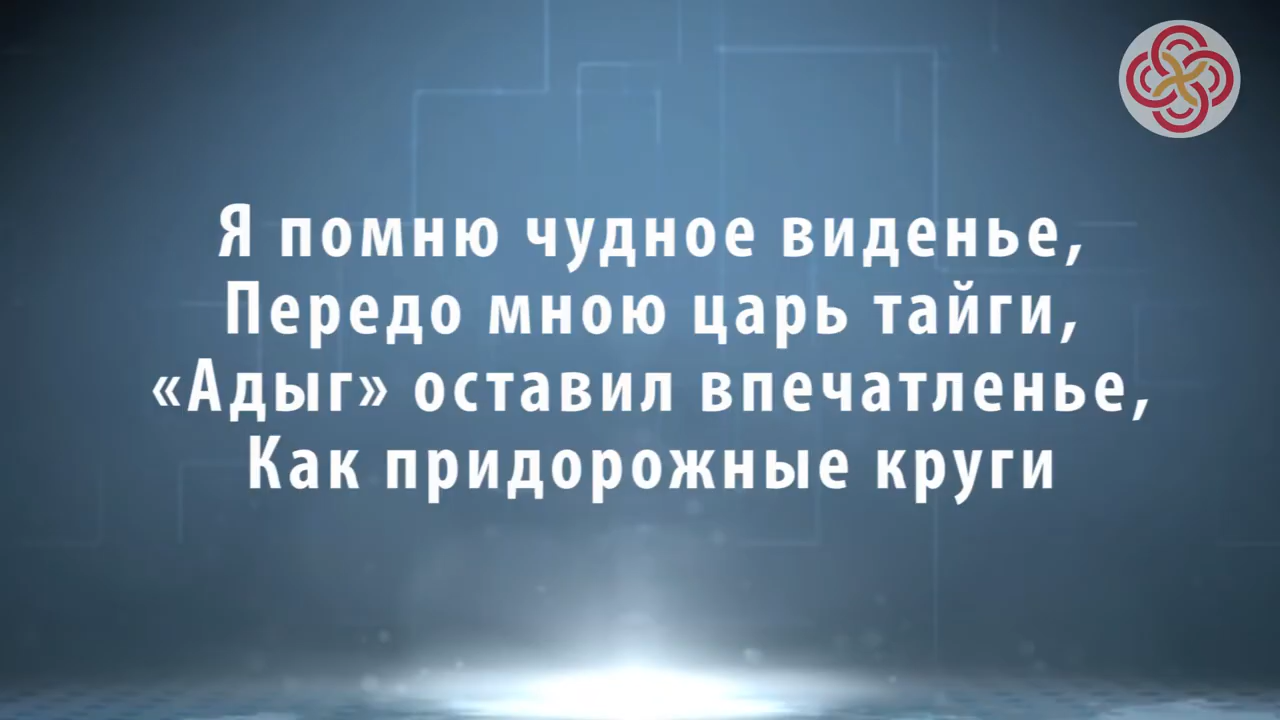 Я помню чудное виденье,
Передо мною царь тайги,
«Адыг» оставил впечатленье,
Как придорожные круги